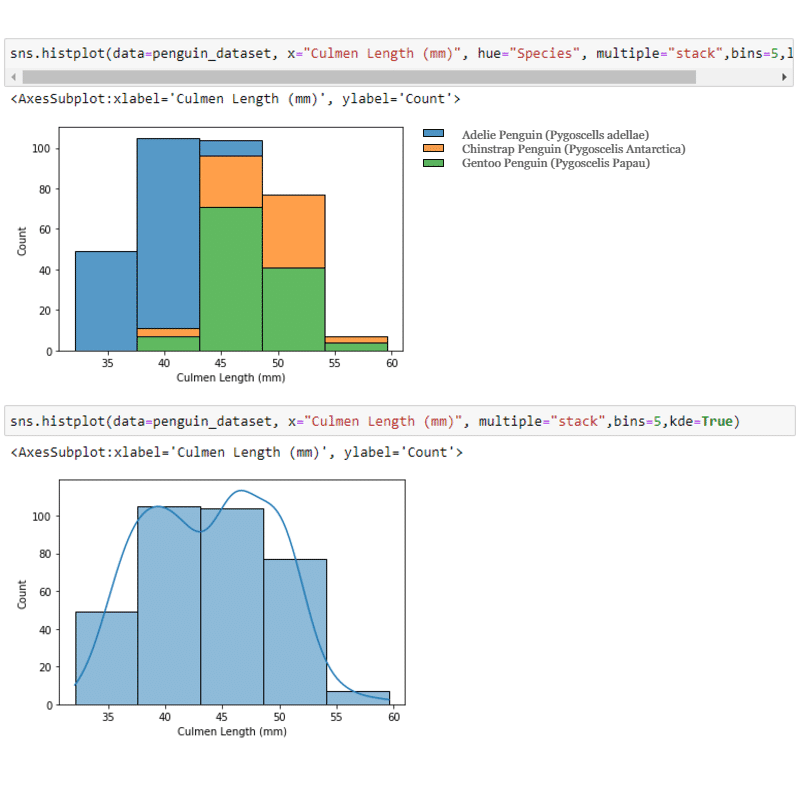 sns.histplot(data=penguin_dataset, x="Culmen Length (mm)", hue="Species", multiple="stack",bins=5,l
<AxesSubplot:xlabel='Culmen Length (mm)', ylabel='Count'>
Adelie Penguin (Pygoscells adellae)
Chinstrap Penguin (Pygoscelis Antarctica)
Gentoo Penguin (Pygoscelis Papau)
100
80
60
40
20
0
Count
35 40 45 50 55 60
Culmen Length (mm)
sns.histplot(data=penguin_dataset, x="Culmen Length (mm)", multiple="stack",bins=5,kde=True)
<AxesSubplot:xlabel='Culmen Length (mm)', ylabel='Count'>
100
80
60
40
20
0
Count
35 40 45 50 55 60
Culmen Length (mm)